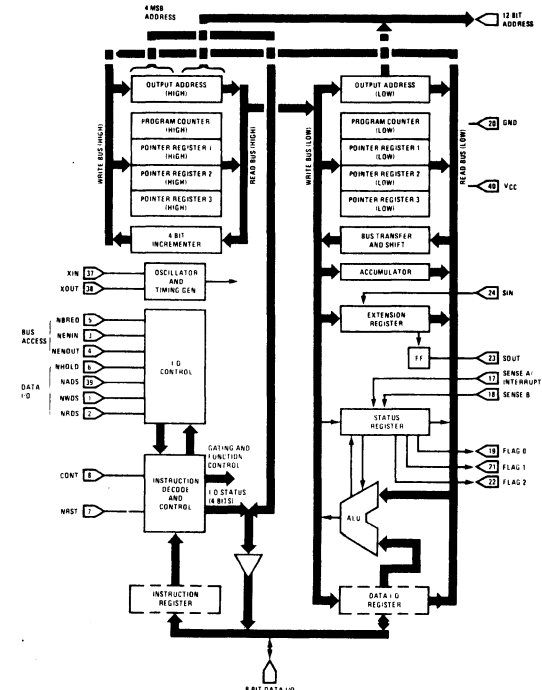 4 MSB
ADDRESS
12 BIT
ADDRESS
OUTPUT ADDRESS
(HIGH)
OUTPUT ADDRESS
(LOW)
PROGRAM COUNTER
(HIGH)
POINTER REGISTER 1
(HIGH)
POINTER REGISTER 2
(HIGH)
POINTER REGISTER 3
(HIGH)
WRITE BUS (HIGH)
READ BUS (HIGH)
PROGRAM COUNTER
(LOW)
POINTER REGISTER 1
(LOW)
POINTER REGISTER 2
(LOW)
POINTER REGISTER 3
(LOW)
WRITE BUS (LOW)
READ BUS (LOW)
20 GND
40 VCC
4 BIT
INCREMENTER
BUS TRANSFER
AND SHIFT
XIN 37
XOUT 38
OSCILLATOR
AND
TIMING GEN
ACCUMULATOR
24 SIN
EXTENSION
REGISTER
FF
23 SOUT
BUS
ACCESS
NBREQ 5
NENIN 3
NENOUT 4
DATA
I/O
NHOLD 6
NADS 39
NWDS 1
NRDS 2
I/O
CONTROL
17 SENSE A/
INTERRUPT
18 SENSE B
STATUS
REGISTER
19 FLAG 0
21 FLAG 1
22 FLAG 2
GATING AND
FUNCTION
CONTROL
CONT 8
NRST 7
INSTRUCTION
DECODE
AND
CONTROL
I/O STATUS
(4 BITS)
ALU
INSTRUCTION
REGISTER
DATA I/O
REGISTER
8 BIT DATA I/O